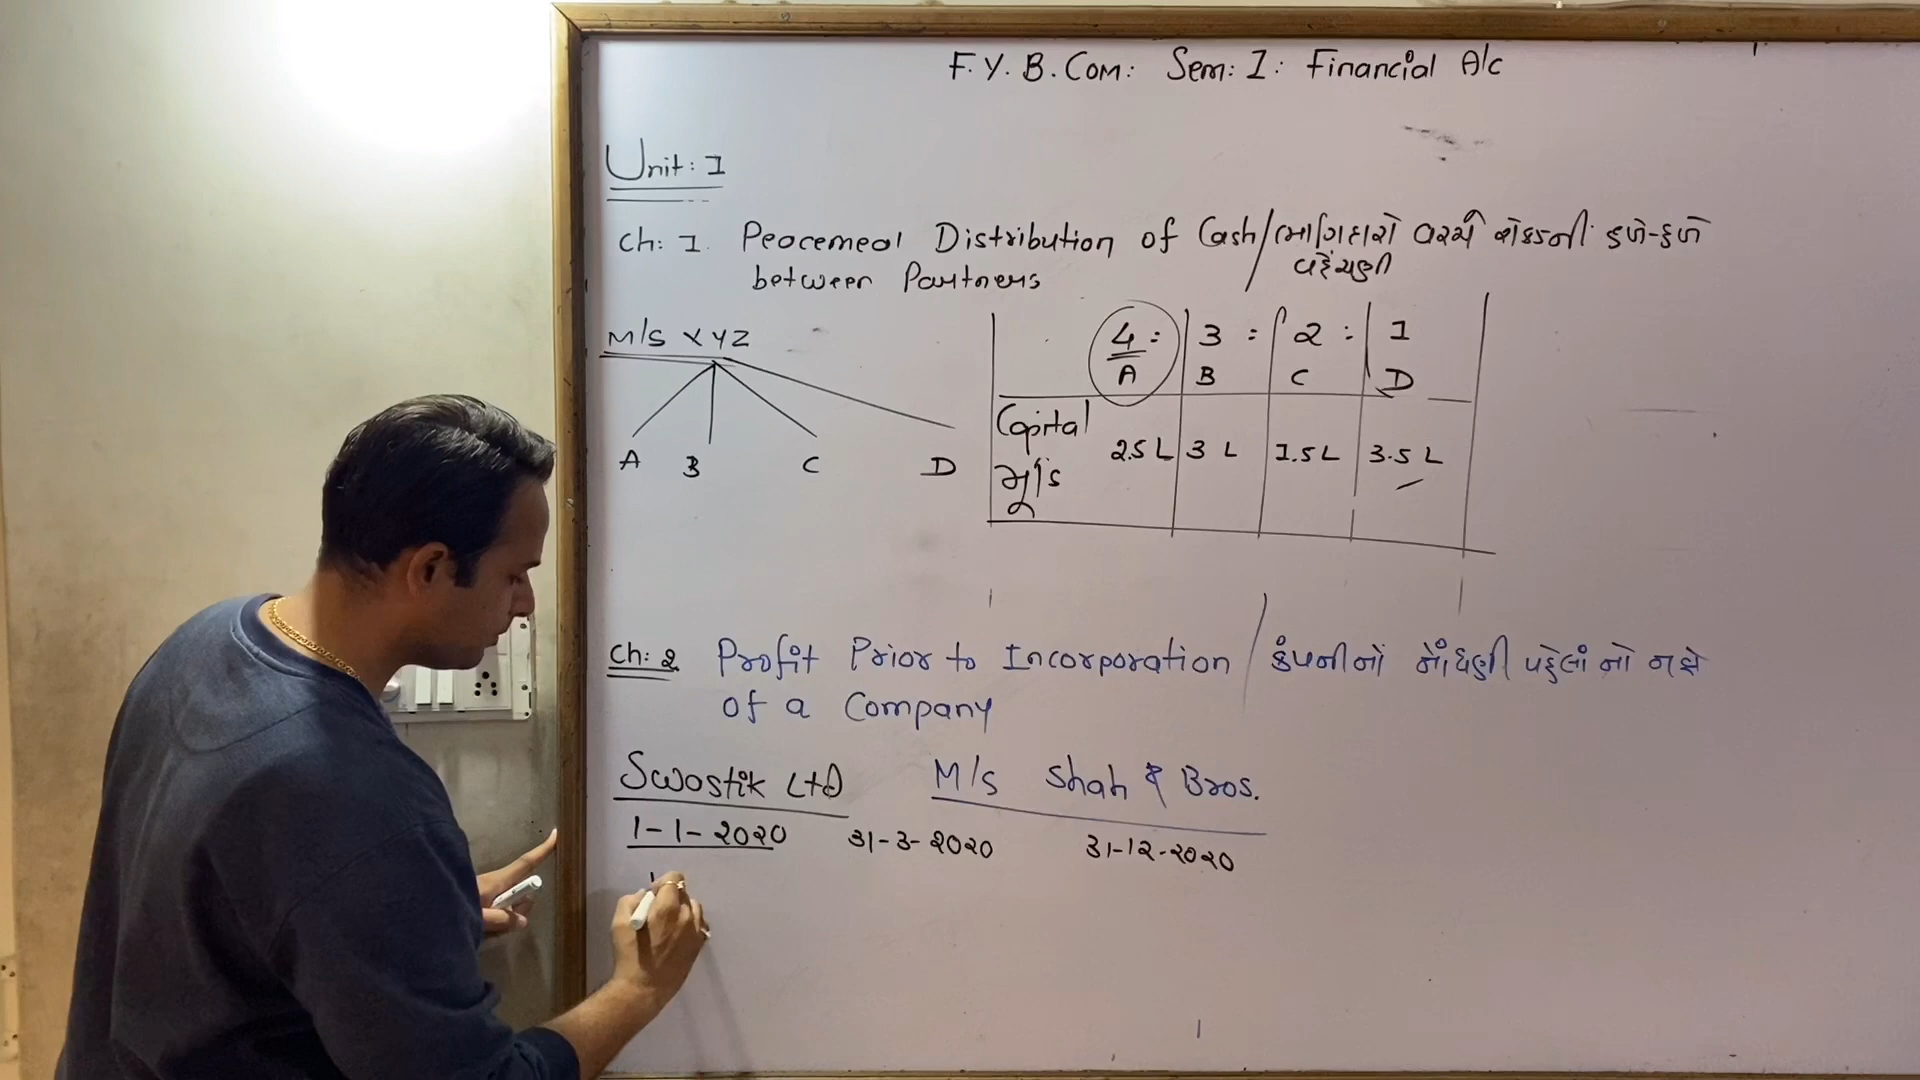 F. Y. B. Com: Sem: I: Financial A/c
Unit: I
Ch: I. Peacemeal Distribution of Cash/ભાગિદારો વચ્ચે રોકડની હપ્તે-હપ્તે
between Partners વહેંચણી
M/S XYZ
A B C D
4 : 3 : 2 : 1
A B C D
Capital 2.5 L 3 L 1.5 L 3.5 L
Ch: 2 Profit Prior to Incorporation / કંપનીનો નોંધણી પહેલાંનો નફો
of a Company
Swastik Ltd M/s Shah & Bros.
1-1-2020 31-3-2020 31-12-2020